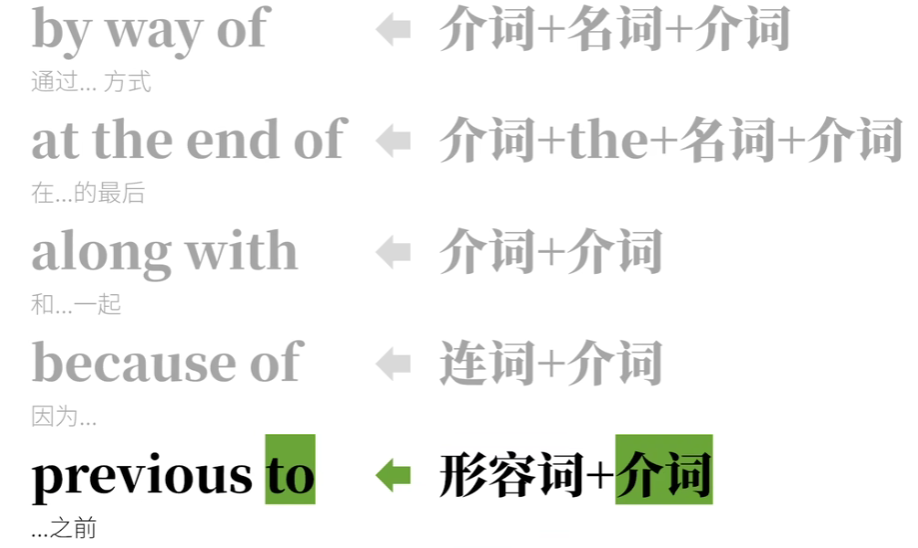 by way of ← 介词+名词+介词
通过... 方式
at the end of ← 介词+the+名词+介词
在...的最后
along with ← 介词+介词
和...一起
because of ← 连词+介词
因为...
previous to ← 形容词+介词
...之前